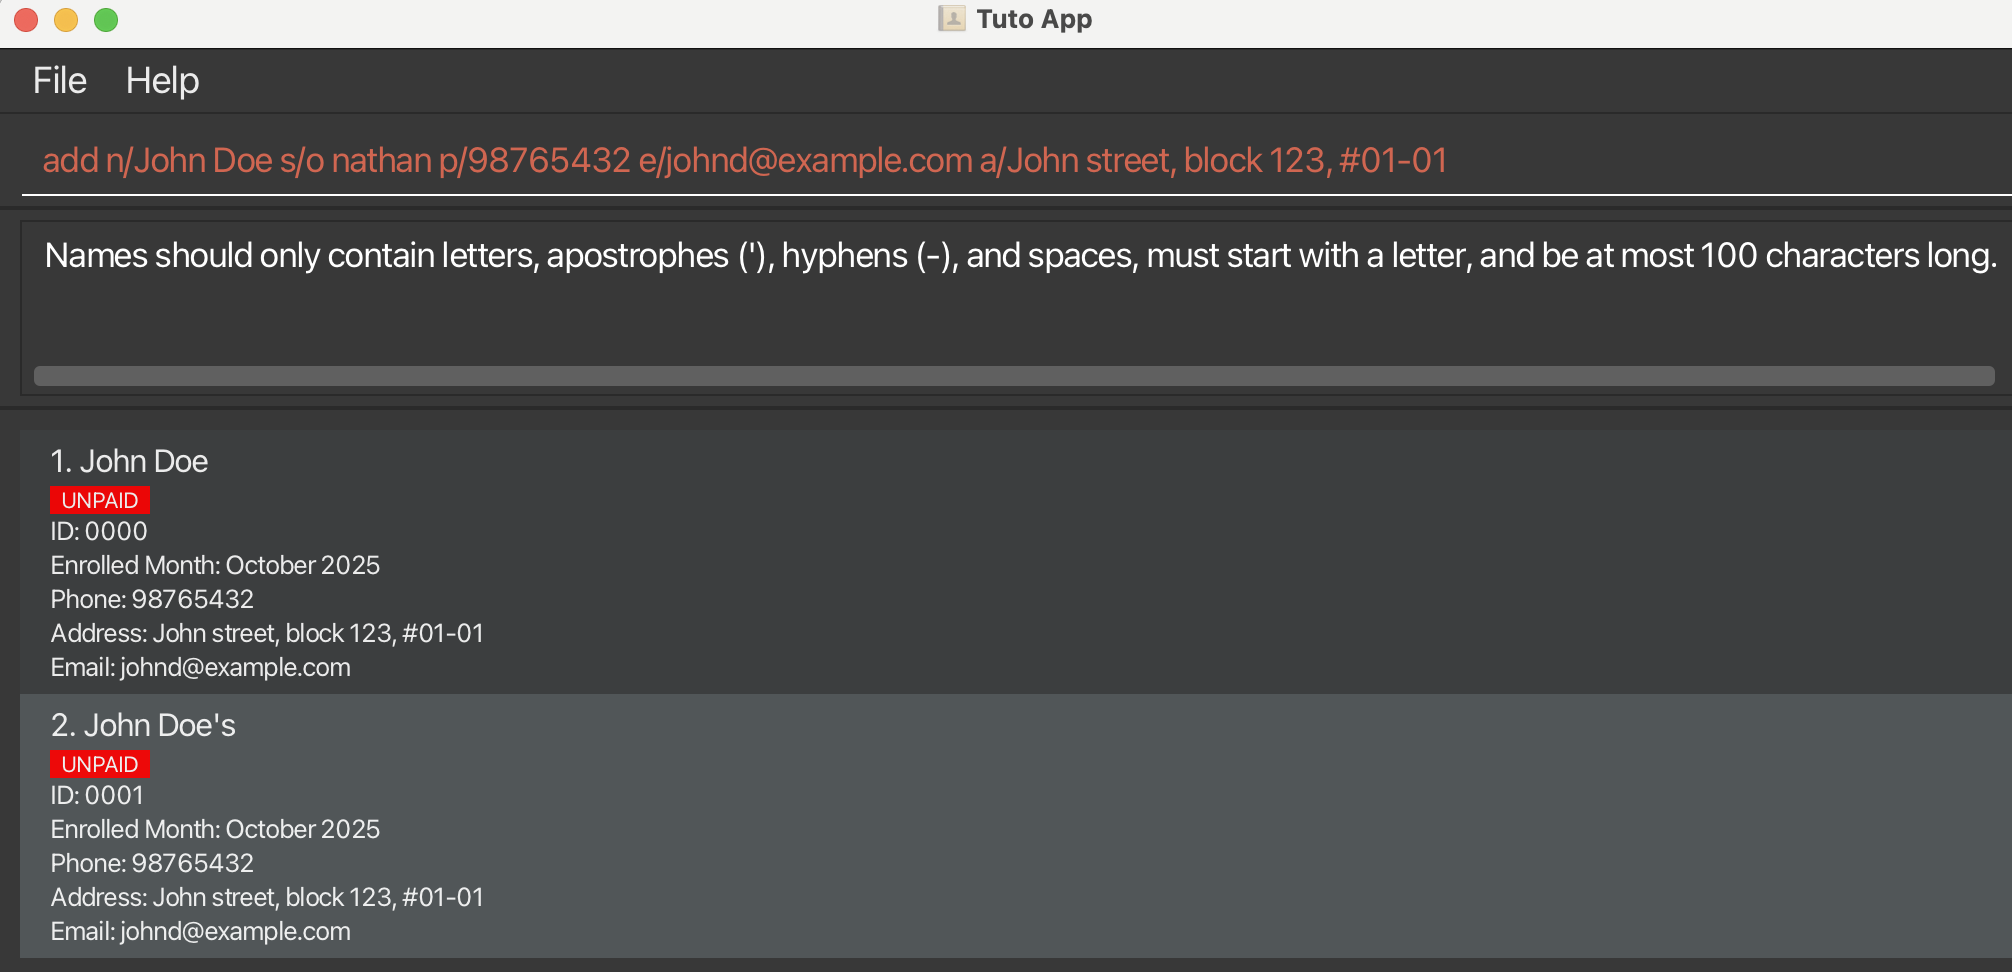 Tuto App
File Help
add n/John Doe s/o nathan p/98765432 e/johnd@example.com a/John street, block 123, #01-01
Names should only contain letters, apostrophes ('), hyphens (-), and spaces, must start with a letter, and be at most 100 characters long.
1. John Doe
UNPAID
ID: 0000
Enrolled Month: October 2025
Phone: 98765432
Address: John street, block 123, #01-01
Email: johnd@example.com
2. John Doe's
UNPAID
ID: 0001
Enrolled Month: October 2025
Phone: 98765432
Address: John street, block 123, #01-01
Email: johnd@example.com